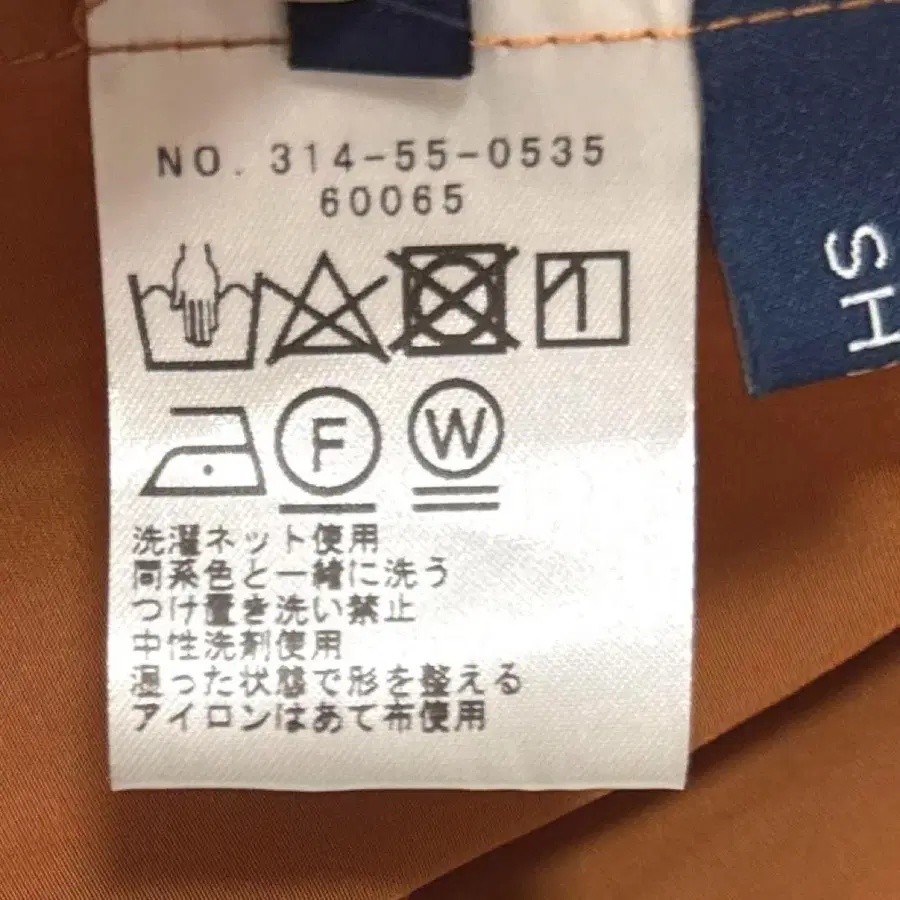 NO. 314-55-0535
60065
F
W
洗濯ネット使用
同系色と一緒に洗う
つけ置き洗い禁止
中性洗剤使用
湿った状態で形を整える
アイロンはあて布使用
SH